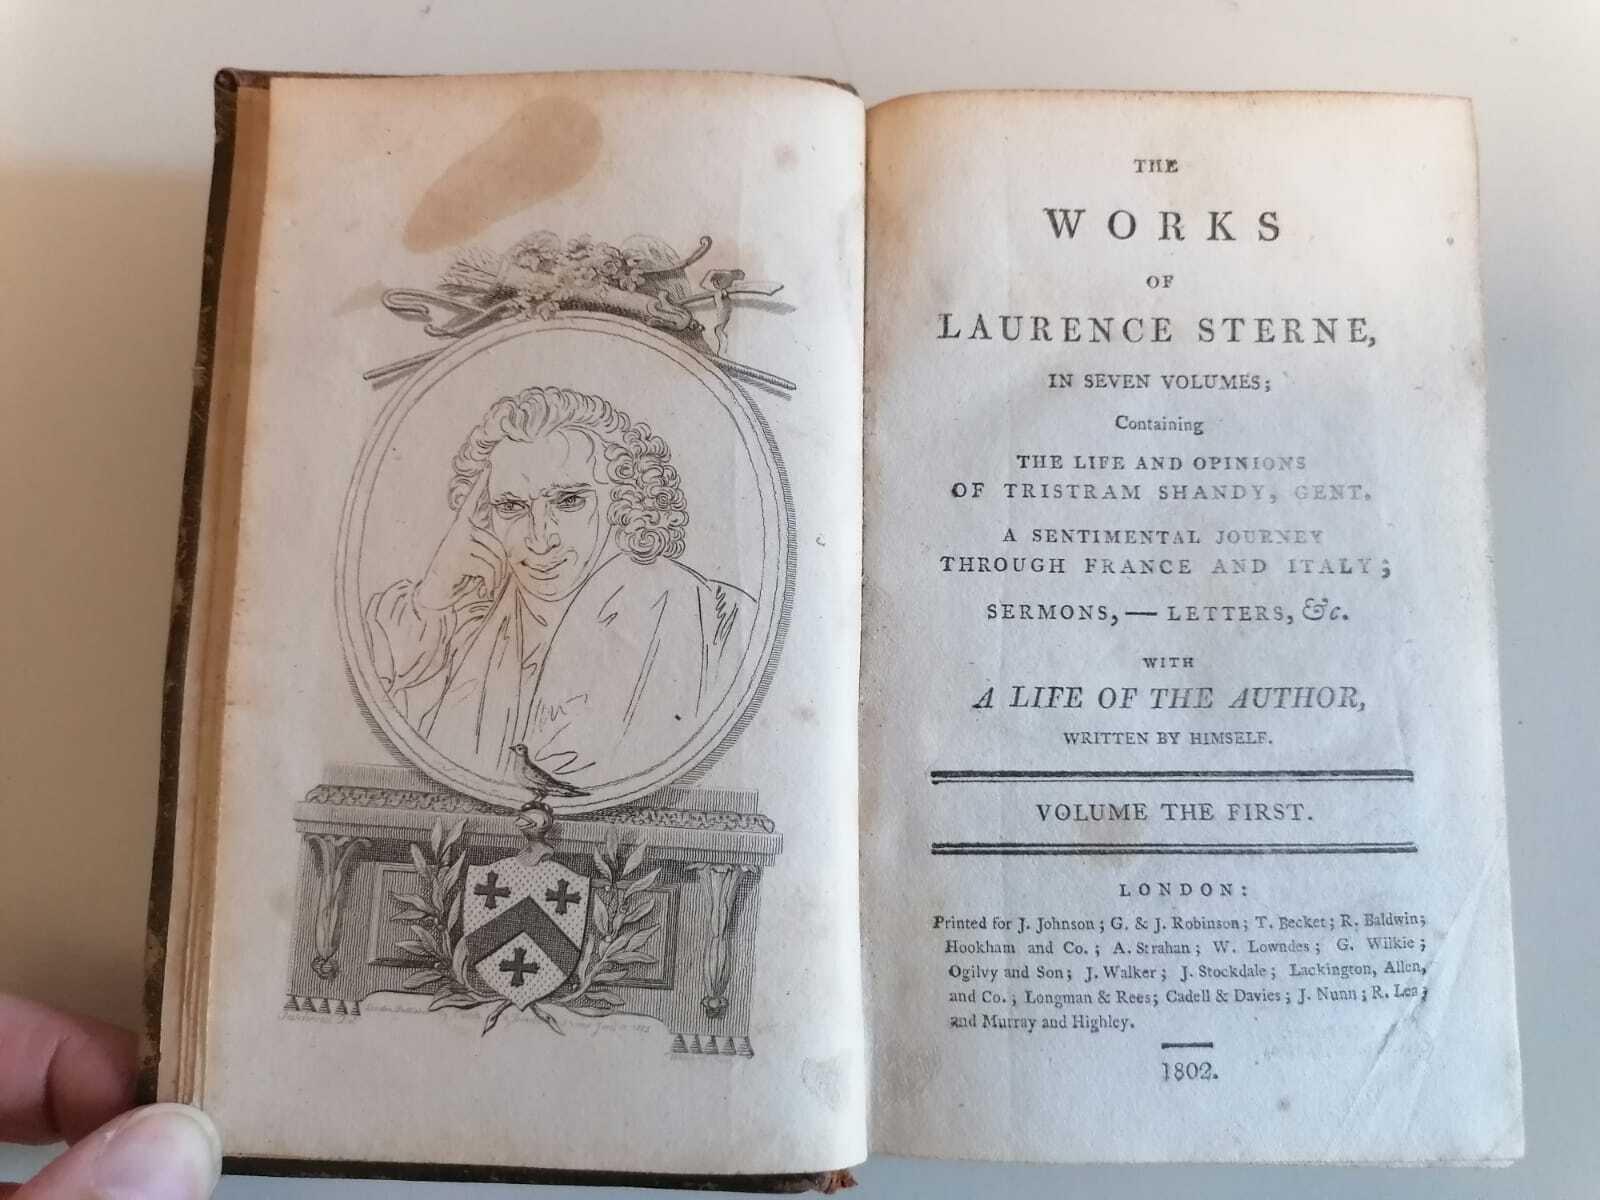 THE
WORKS
OF
LAURENCE STERNE,
IN SEVEN VOLUMES;
Containing
THE LIFE AND OPINIONS
OF TRISTRAM SHANDY, GENT.
A SENTIMENTAL JOURNEY
THROUGH FRANCE AND ITALY;
SERMONS,— LETTERS, &c.
WITH
A LIFE OF THE AUTHOR,
WRITTEN BY HIMSELF.
VOLUME THE FIRST.
LONDON:
Printed for J. Johnson; G. & J. Robinson; T. Becket; R. Baldwin;
Hookham and Co.; A. Strahan; W. Lowndes; G. Wilkie;
Ogilvy and Son; J. Walker; J. Stockdale; Lackington, Allen,
and Co.; Longman & Rees; Cadell & Davies; J. Nunn; R. Lea;
and Murray and Highley.
1802.